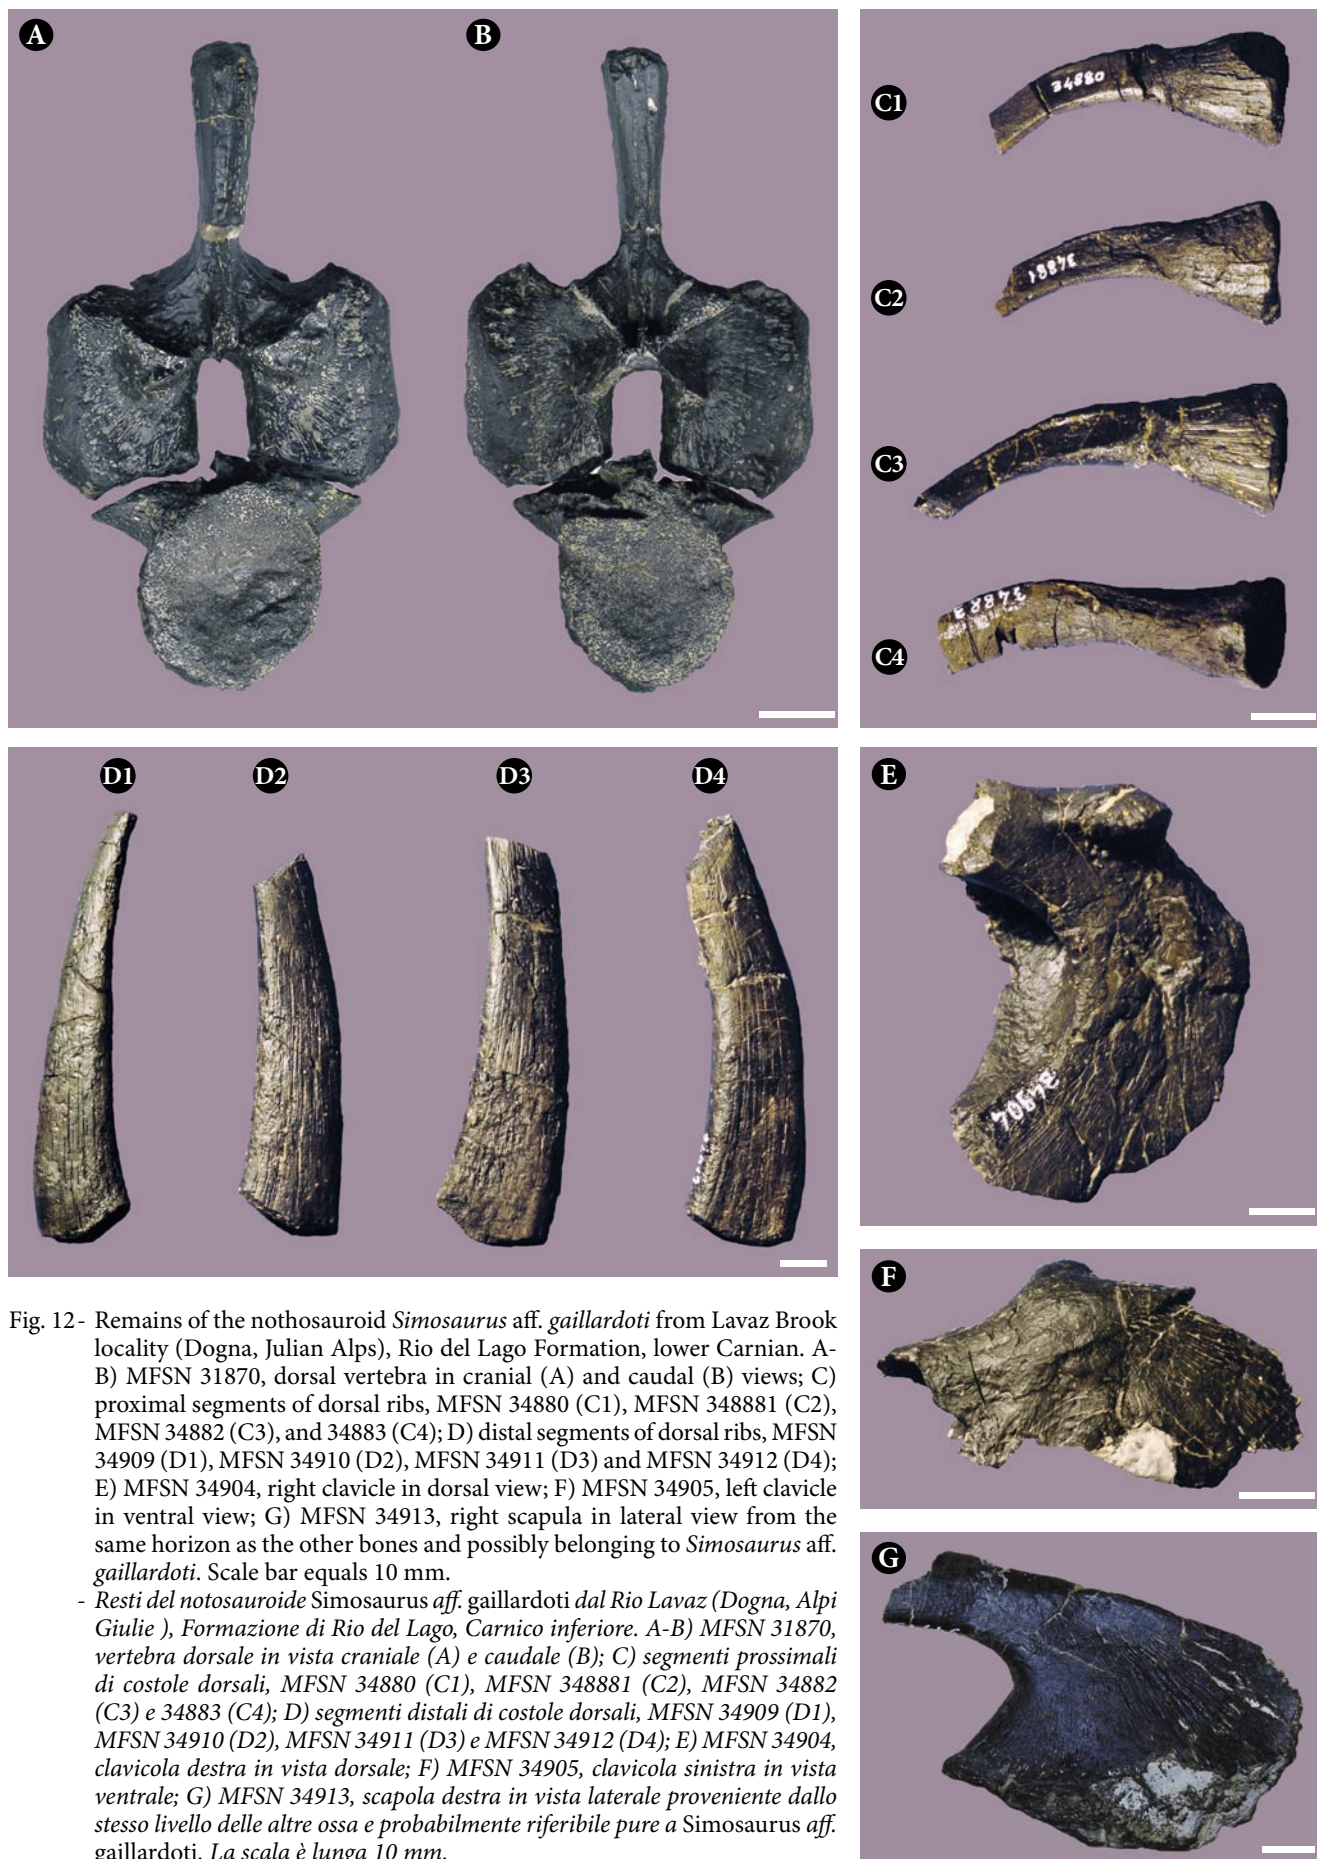 A
B
C1
34880
C2
34881
C3
C4
34883
D1
D2
D3
D4
E
34904
F
G
Fig. 12 - Remains of the nothosauroid Simosaurus aff. gaillardoti from Lavaz Brook
locality (Dogna, Julian Alps), Rio del Lago Formation, lower Carnian. A-
B) MFSN 31870, dorsal vertebra in cranial (A) and caudal (B) views; C)
proximal segments of dorsal ribs, MFSN 34880 (C1), MFSN 348881 (C2),
MFSN 34882 (C3), and 34883 (C4); D) distal segments of dorsal ribs, MFSN
34909 (D1), MFSN 34910 (D2), MFSN 34911 (D3) and MFSN 34912 (D4);
E) MFSN 34904, right clavicle in dorsal view; F) MFSN 34905, left clavicle
in ventral view; G) MFSN 34913, right scapula in lateral view from the
same horizon as the other bones and possibly belonging to Simosaurus aff.
gaillardoti. Scale bar equals 10 mm.
- Resti del notosauroide Simosaurus aff. gaillardoti dal Rio Lavaz (Dogna, Alpi
Giulie ), Formazione di Rio del Lago, Carnico inferiore. A-B) MFSN 31870,
vertebra dorsale in vista craniale (A) e caudale (B); C) segmenti prossimali
di costole dorsali, MFSN 34880 (C1), MFSN 348881 (C2), MFSN 34882
(C3) e 34883 (C4); D) segmenti distali di costole dorsali, MFSN 34909 (D1),
MFSN 34910 (D2), MFSN 34911 (D3) e MFSN 34912 (D4); E) MFSN 34904,
clavicola destra in vista dorsale; F) MFSN 34905, clavicola sinistra in vista
ventrale; G) MFSN 34913, scapola destra in vista laterale proveniente dallo
stesso livello delle altre ossa e probabilmente riferibile pure a Simosaurus aff.
gaillardoti. La scala è lunga 10 mm.